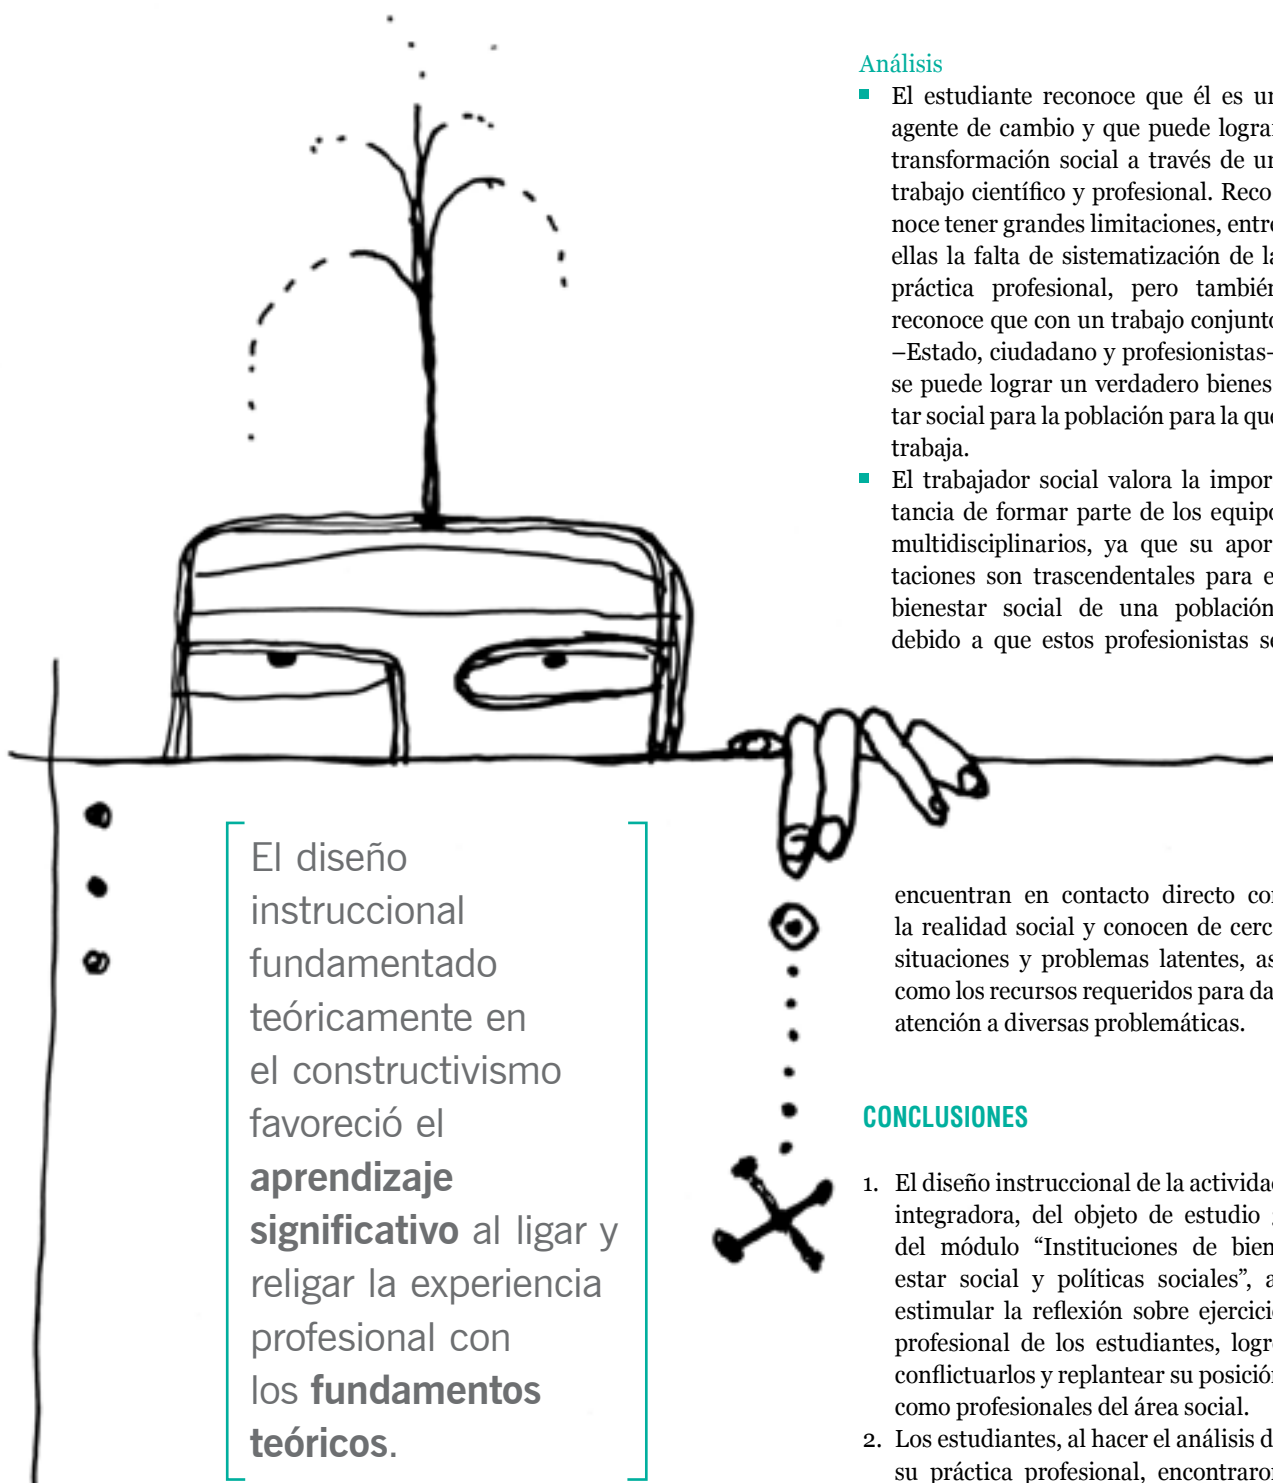 Análisis
El estudiante reconoce que él es un
agente de cambio y que puede lograr
transformación social a través de un
trabajo científico y profesional. Reco
noce tener grandes limitaciones, entre
ellas la falta de sistematización de la
práctica profesional, pero también
reconoce que con un trabajo conjunto
–Estado, ciudadano y profesionistas–
se puede lograr un verdadero bienes
tar social para la población para la que
trabaja.
El trabajador social valora la impor
tancia de formar parte de los equipo
multidisciplinarios, ya que su apor
taciones son trascendentales para e
bienestar social de una población
debido a que estos profesionistas se
encuentran en contacto directo con
la realidad social y conocen de cerc
situaciones y problemas latentes, as
como los recursos requeridos para da
atención a diversas problemáticas.
CONCLUSIONES
1. El diseño instruccional de la actividad
integradora, del objeto de estudio
del módulo “Instituciones de bien
estar social y políticas sociales”, a
estimular la reflexión sobre ejercicio
profesional de los estudiantes, logró
conflictuarlos y replantear su posición
como profesionales del área social.
2. Los estudiantes, al hacer el análisis d
su práctica profesional, encontraron
El diseño
instruccional
fundamentado
teóricamente en
el constructivismo
favoreció el
aprendizaje
significativo al ligar y
religar la experiencia
profesional con
los fundamentos
teóricos.